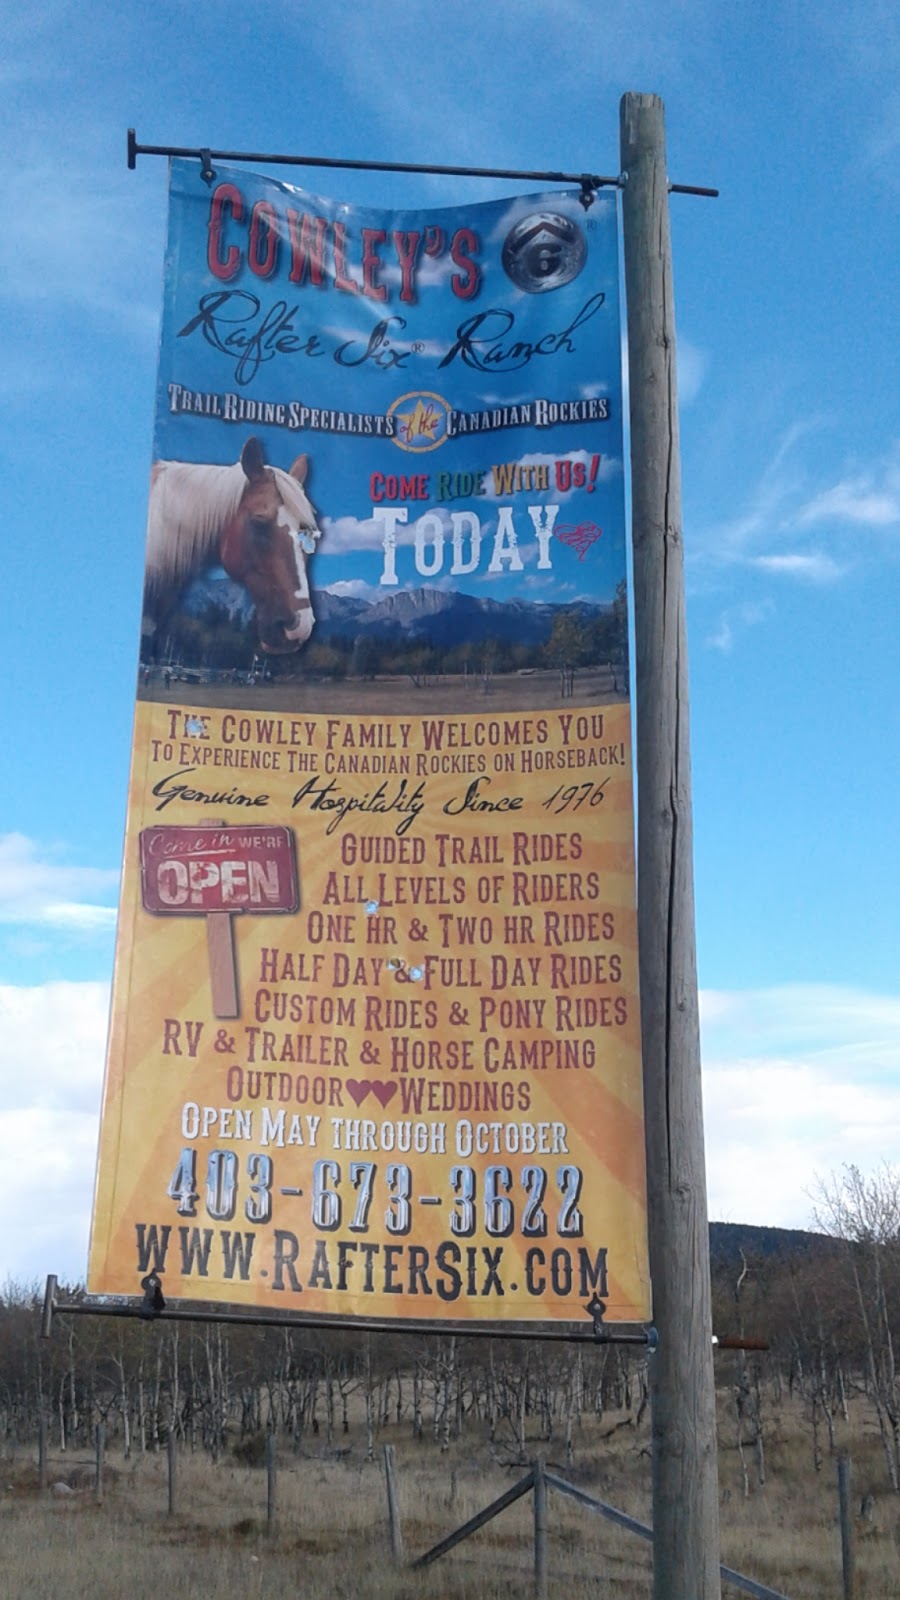 COWLEY'S
6 ®
Rafter Six® Ranch
TRAIL RIDING SPECIALISTS of the CANADIAN ROCKIES
COME RIDE WITH US!
TODAY
THE COWLEY FAMILY WELCOMES YOU
TO EXPERIENCE THE CANADIAN ROCKIES ON HORSEBACK!
Genuine Hospitality Since 1976
Come in WE'RE
OPEN
GUIDED TRAIL RIDES
ALL LEVELS OF RIDERS
ONE HR & TWO HR RIDES
HALF DAY & FULL DAY RIDES
CUSTOM RIDES & PONY RIDES
RV & TRAILER & HORSE CAMPING
OUTDOOR WEDDINGS
OPEN MAY THROUGH OCTOBER
403-673-3622
WWW.RAFTERSIX.COM